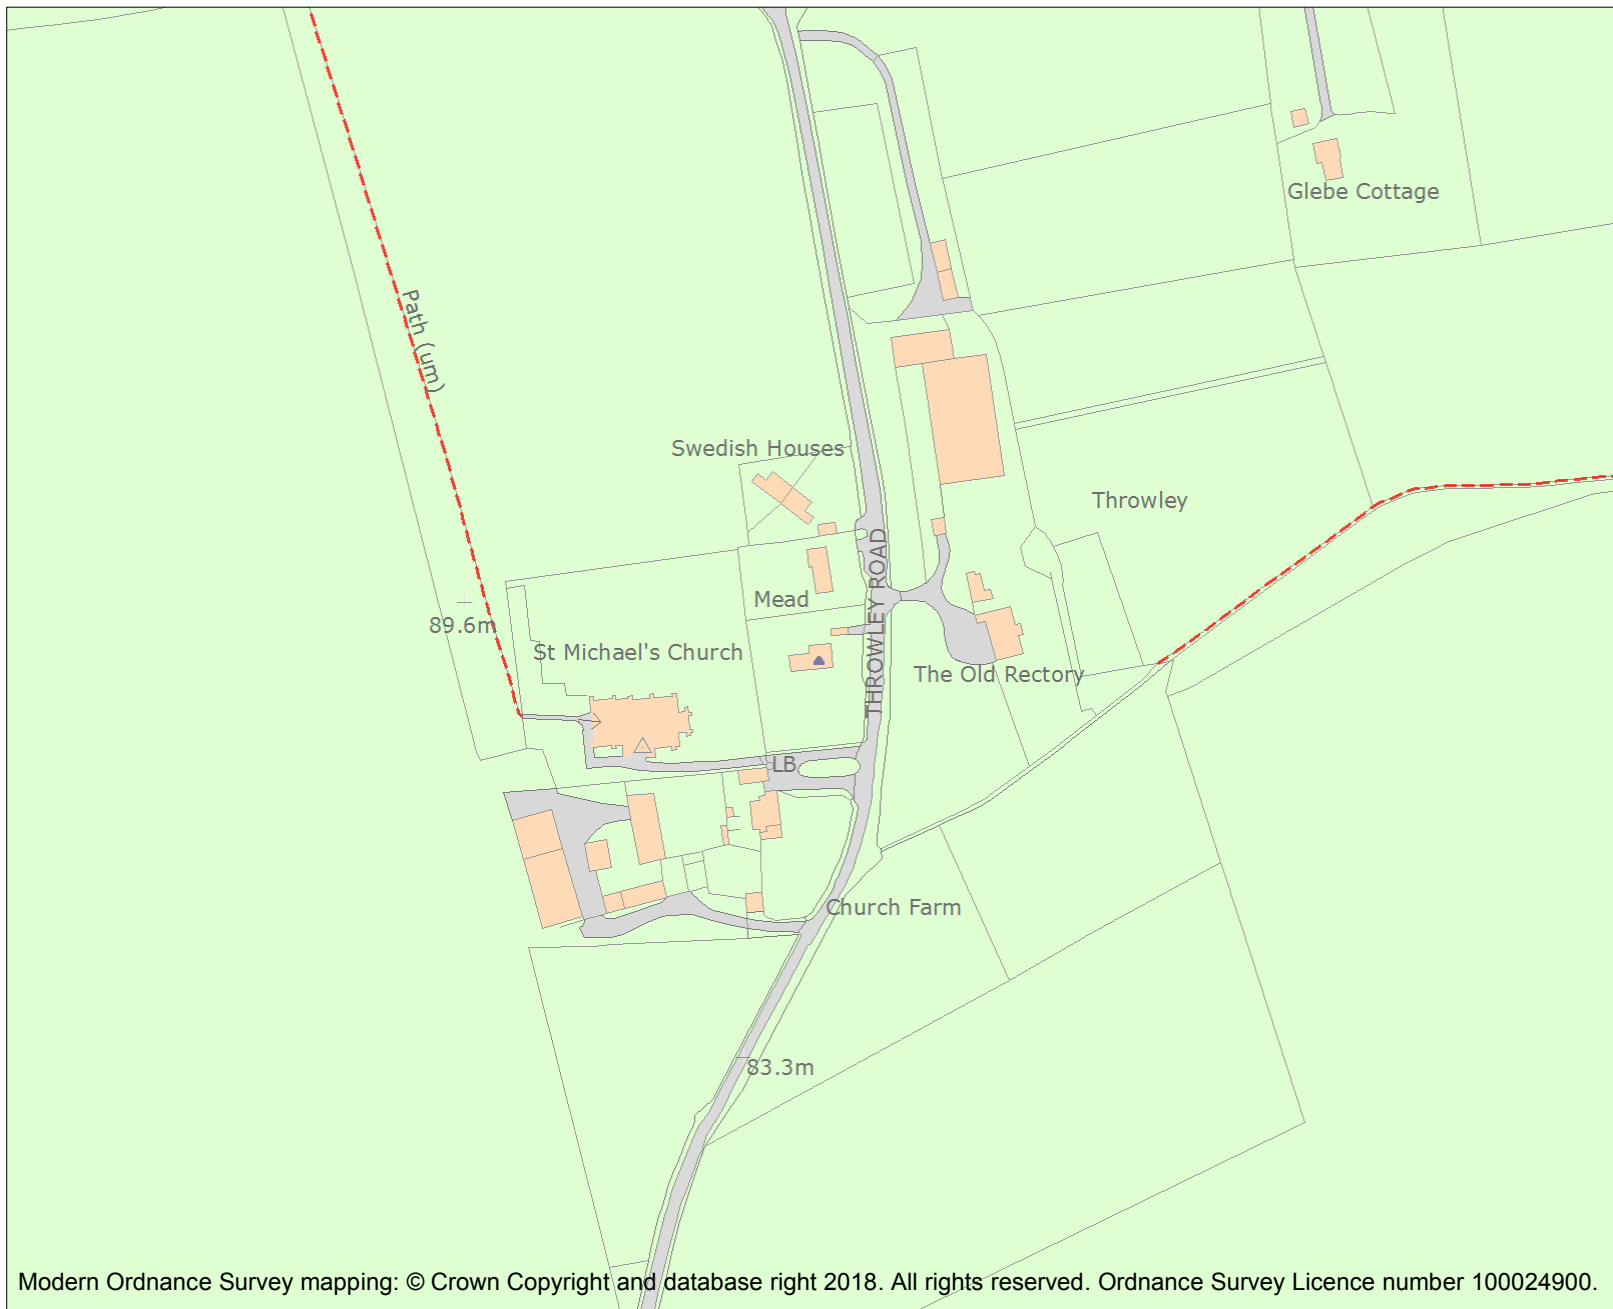 Glebe Cottage
Path (um)
Swedish Houses
Throwley
THROWLEY ROAD
Mead
89.6m
St Michael's Church
The Old Rectory
LB
Church Farm
83.3m
Modern Ordnance Survey mapping: © Crown Copyright and database right 2018. All rights reserved. Ordnance Survey Licence number 100024900.